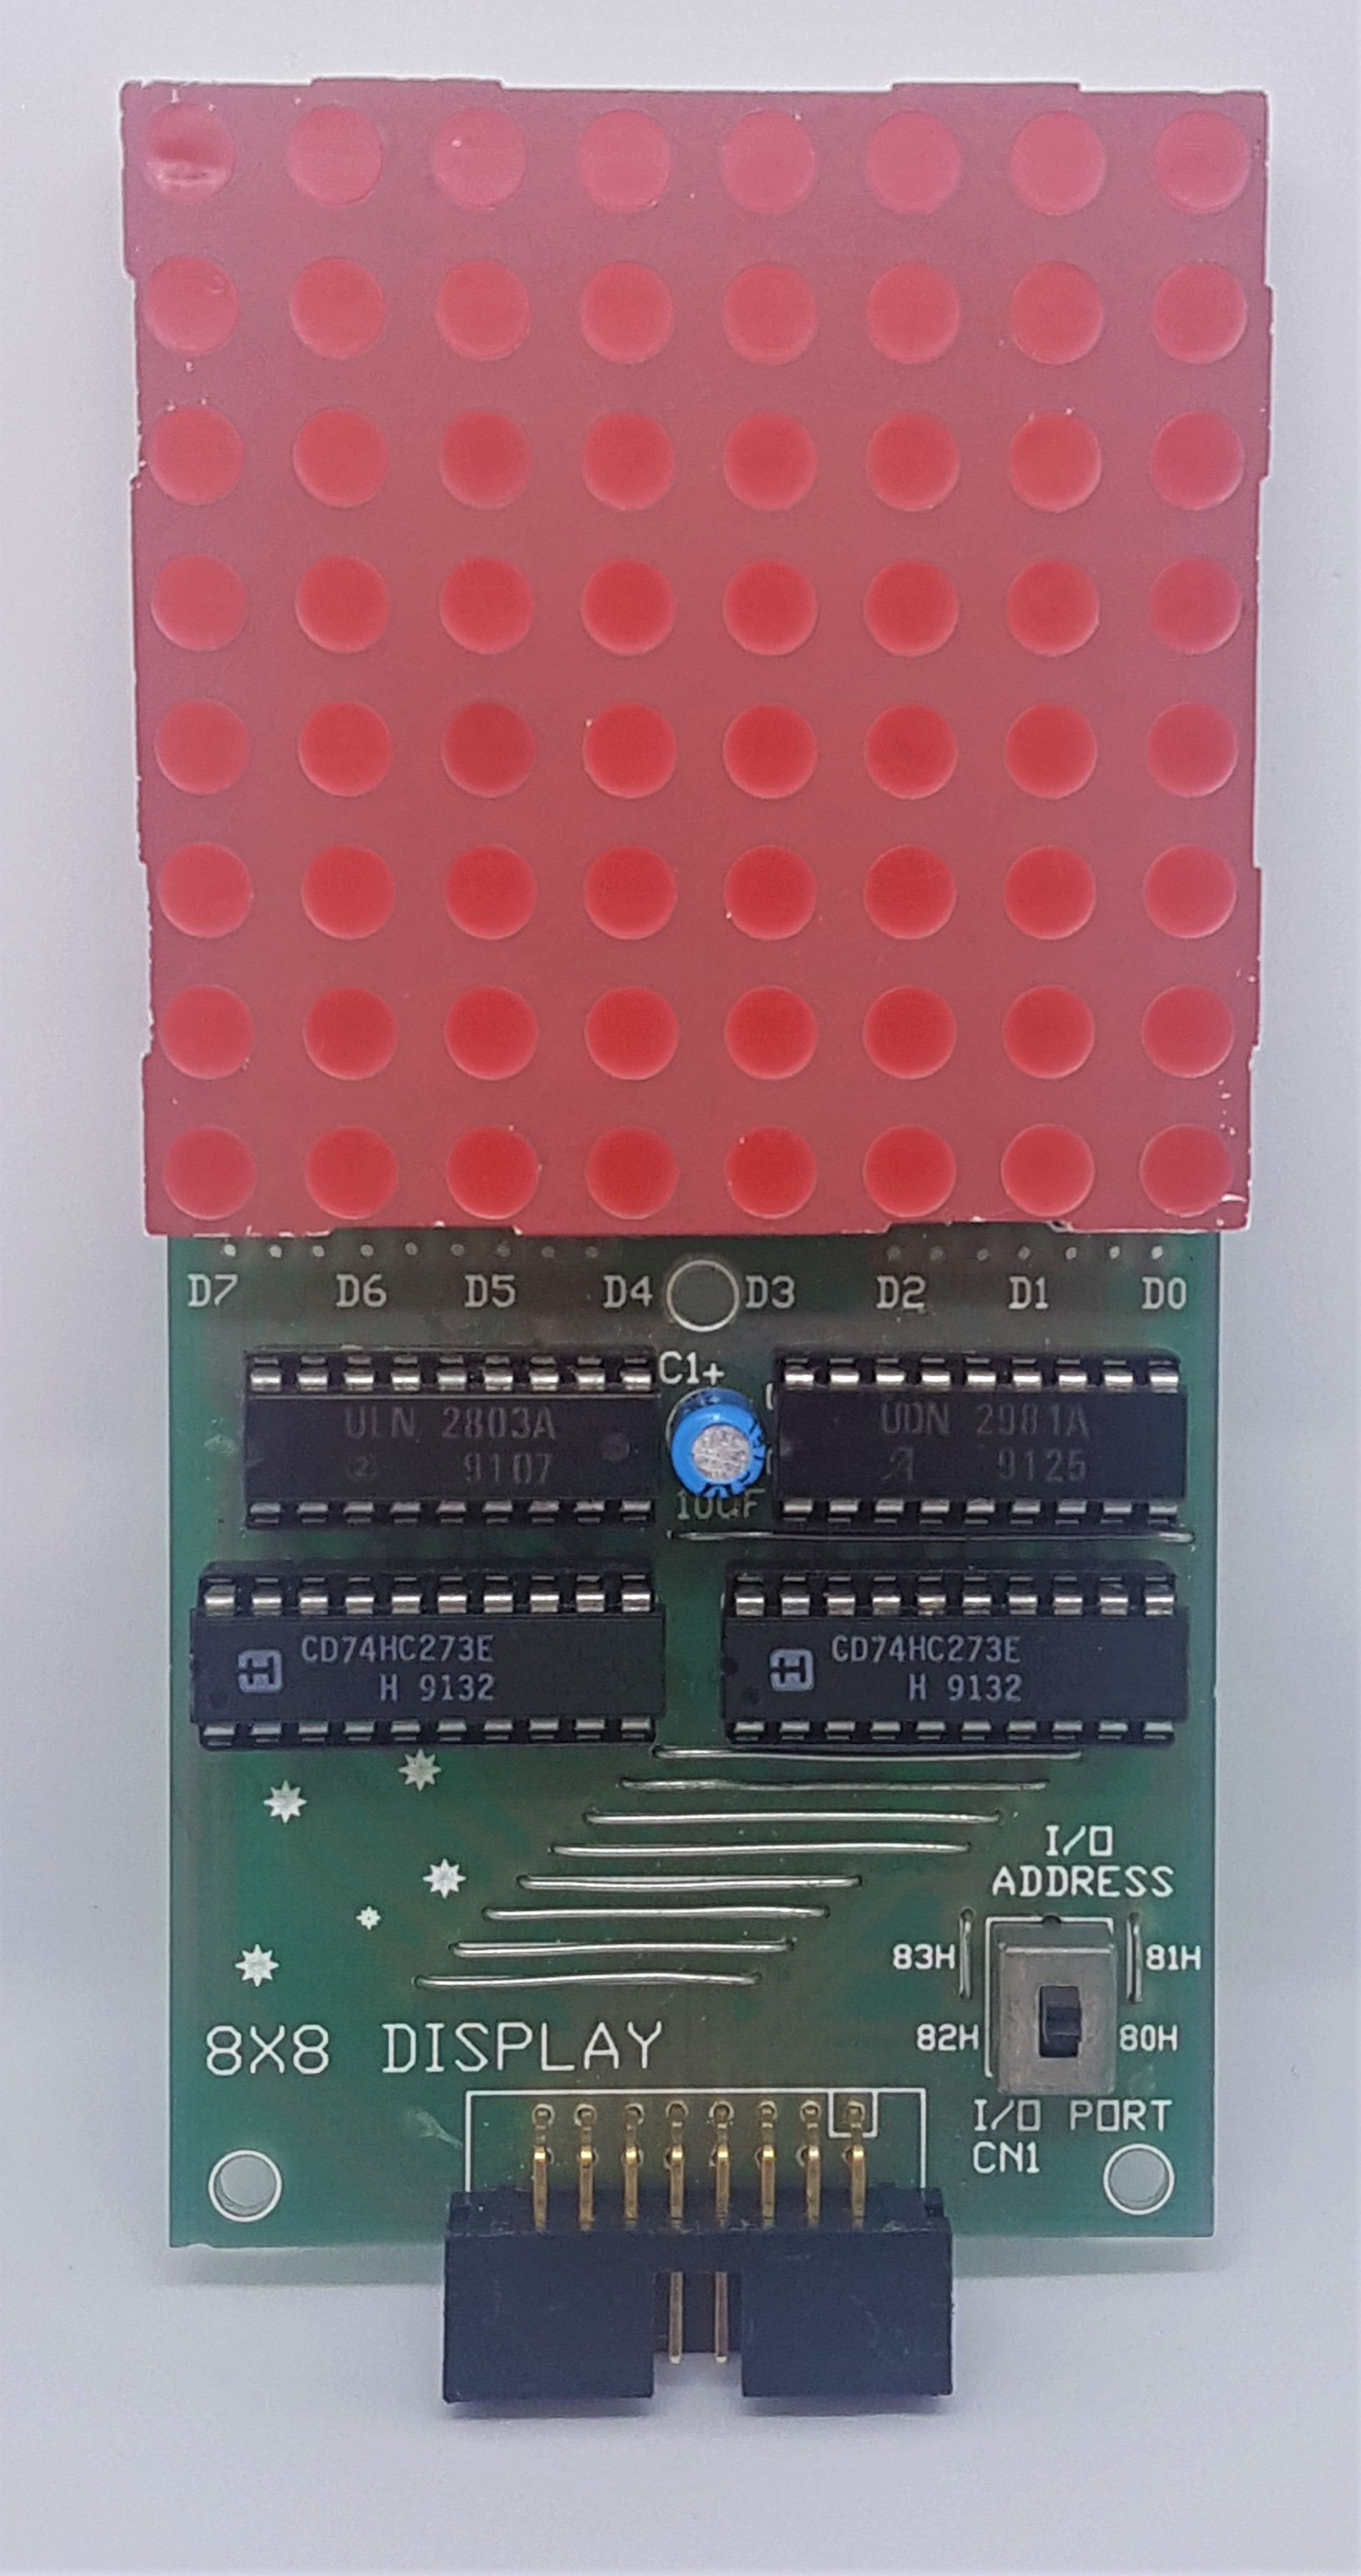 D7 D6 D5 D4 D3 D2 D1 D0
C1+
ULN 2803A
9107
10uF
UDN 2981A
9125
CD74HC273E
H 9132
CD74HC273E
H 9132
I/O
ADDRESS
83H 81H
82H 80H
8X8 DISPLAY
I/O PORT
CN1